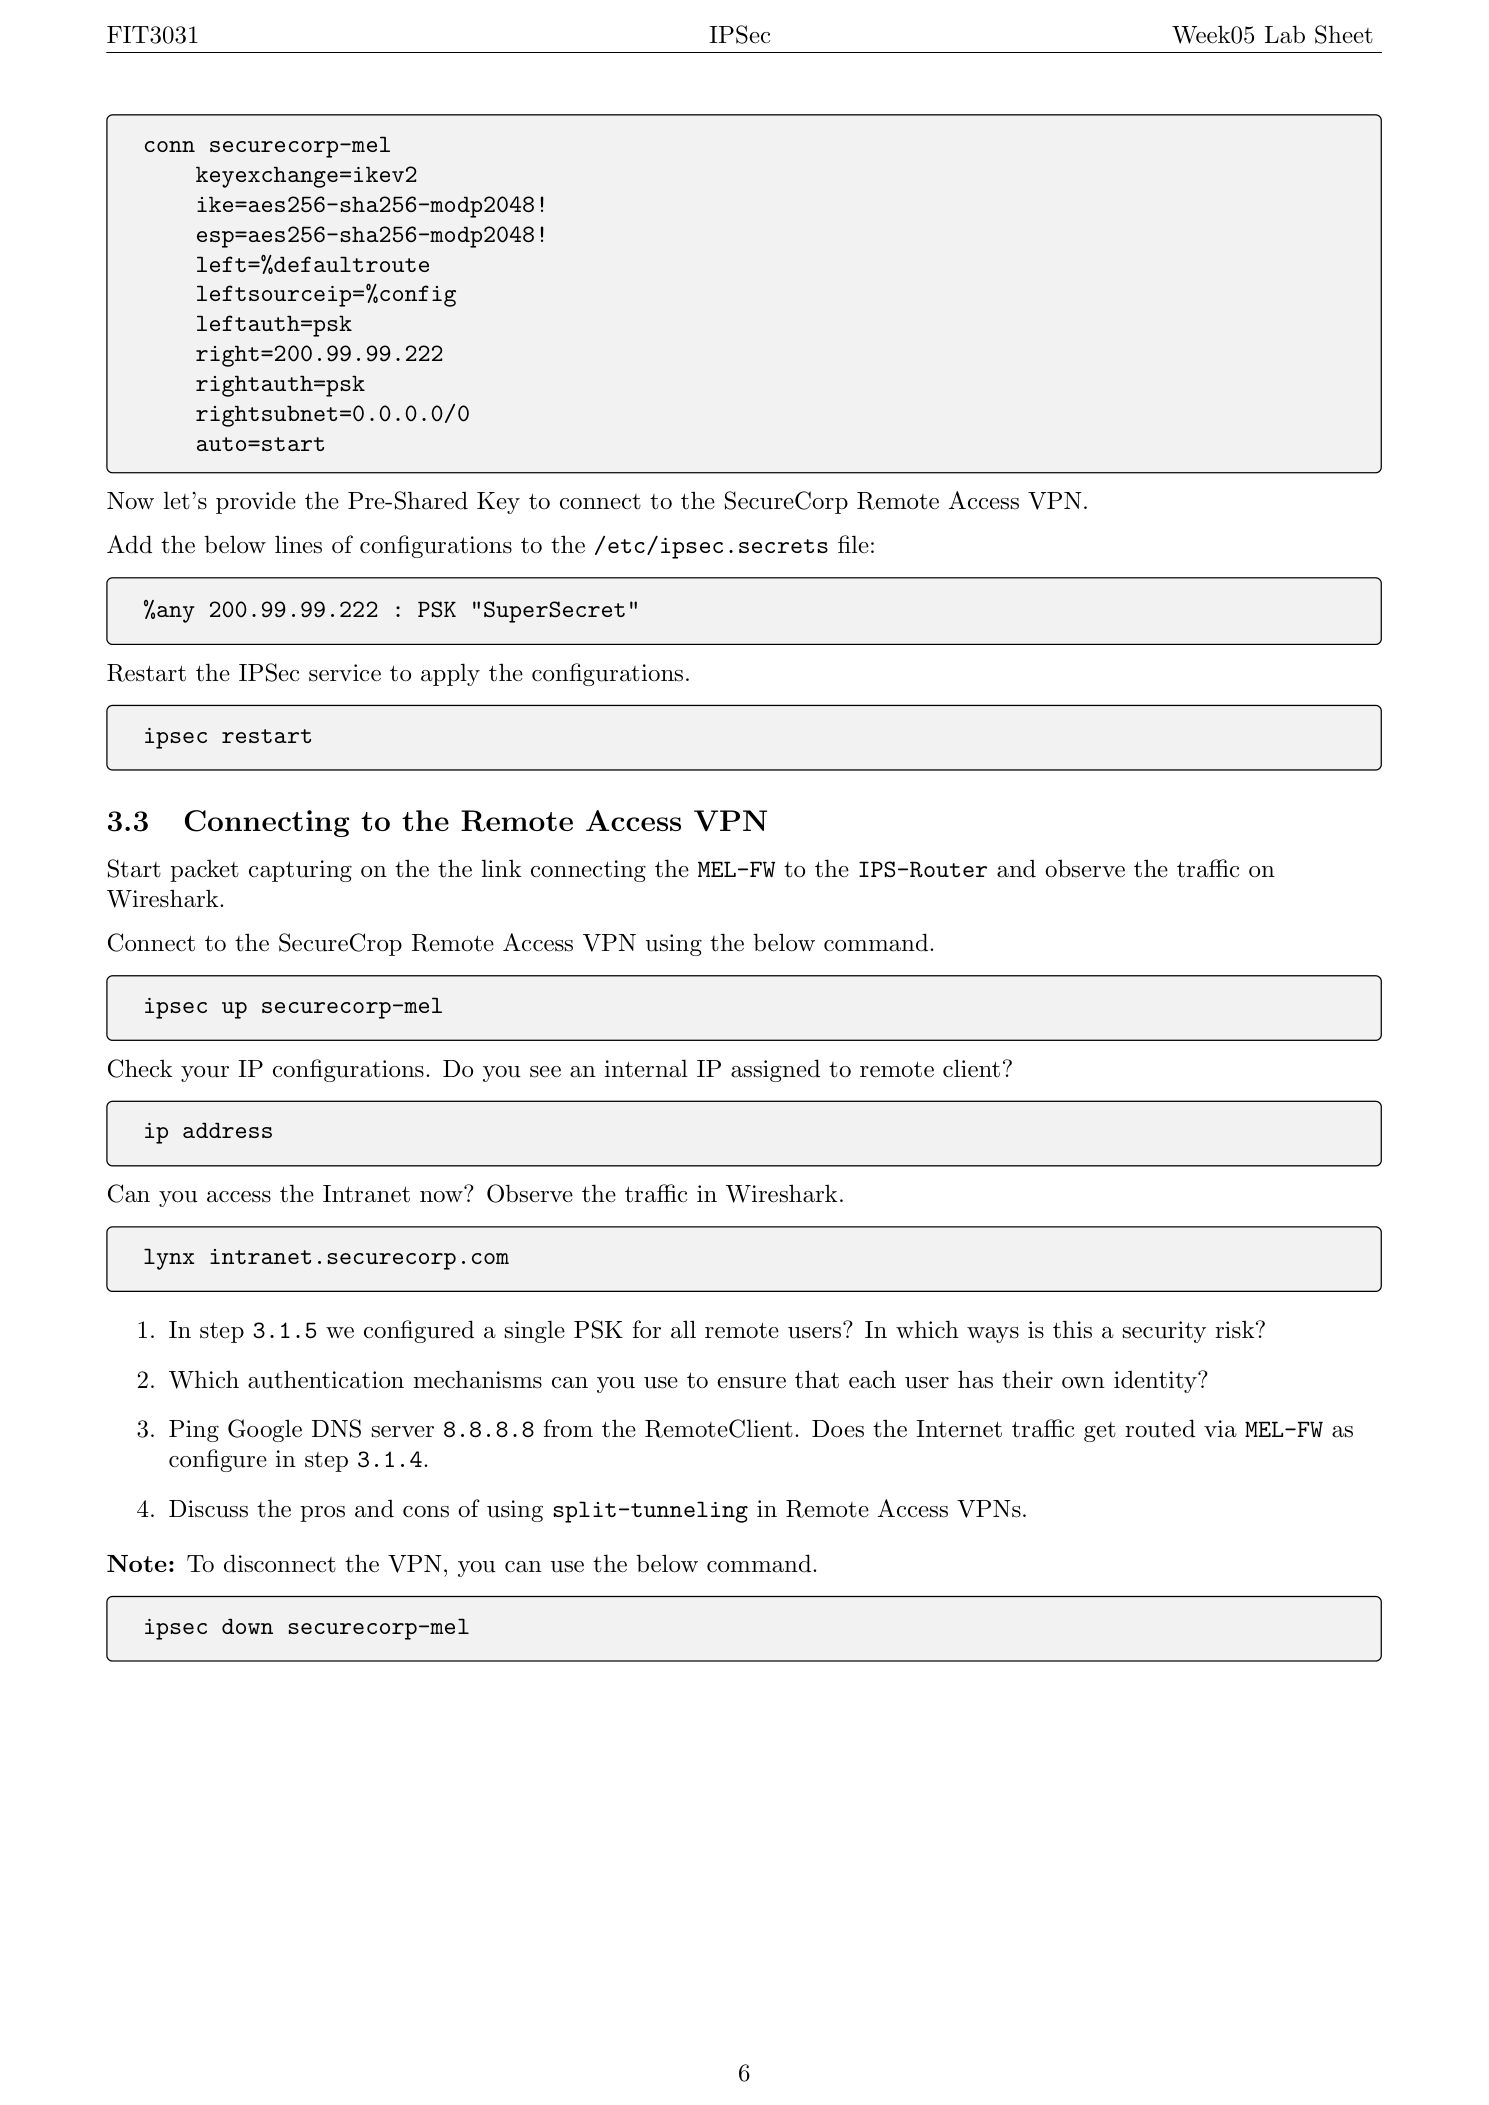 FIT3031 IPSec Week05 Lab Sheet
conn securecorp-mel
keyexchange=ikev2
ike=aes256-sha256-modp2048!
esp=aes256-sha256-modp2048!
left=%defaultroute
leftsourceip=%config
leftauth=psk
right=200.99.99.222
rightauth=psk
rightsubnet=0.0.0.0/0
auto=start
Now let's provide the Pre-Shared Key to connect to the SecureCorp Remote Access VPN.
Add the below lines of configurations to the /etc/ipsec.secrets file:
%any 200.99.99.222 : PSK "SuperSecret"
Restart the IPSec service to apply the configurations.
ipsec restart
3.3 Connecting to the Remote Access VPN
Start packet capturing on the the link connecting the MEL-FW to the IPS-Router and observe the traffic on
Wireshark.
Connect to the SecureCrop Remote Access VPN using the below command.
ipsec up securecorp-mel
Check your IP configurations. Do you see an internal IP assigned to remote client?
ip address
Can you access the Intranet now? Observe the traffic in Wireshark.
lynx intranet.securecorp.com
1. In step 3.1.5 we configured a single PSK for all remote users? In which ways is this a security risk?
2. Which authentication mechanisms can you use to ensure that each user has their own identity?
3. Ping Google DNS server 8.8.8.8 from the RemoteClient. Does the Internet traffic get routed via MEL-FW as
configure in step 3.1.4.
4. Discuss the pros and cons of using split-tunneling in Remote Access VPNs.
Note: To disconnect the VPN, you can use the below command.
ipsec down securecorp-mel
6